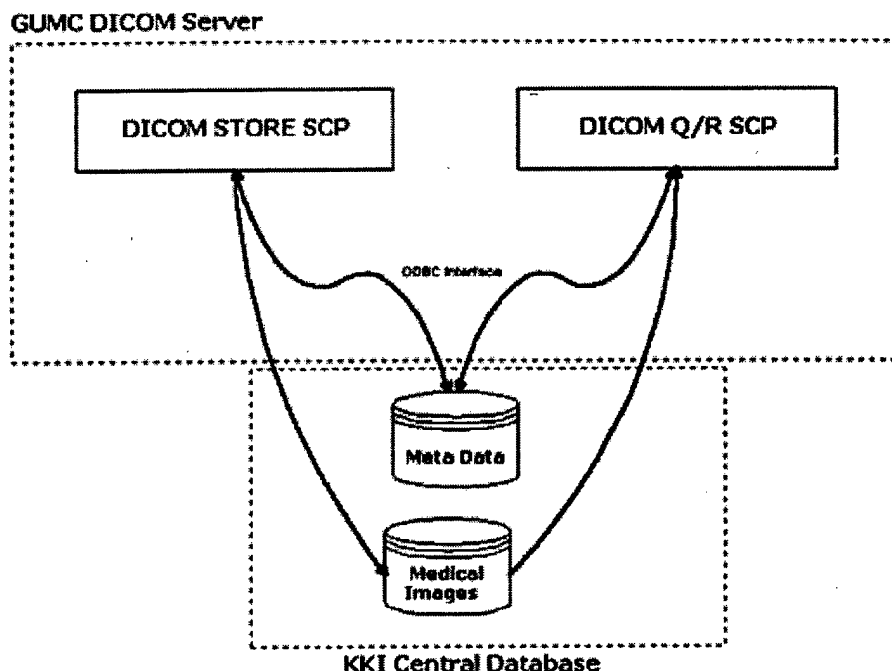 GUMC DICOM Server
DICOM STORE SCP
DICOM Q/R SCP
ODBC Interface
Meta Data
Medical
Images
KKI Central Database